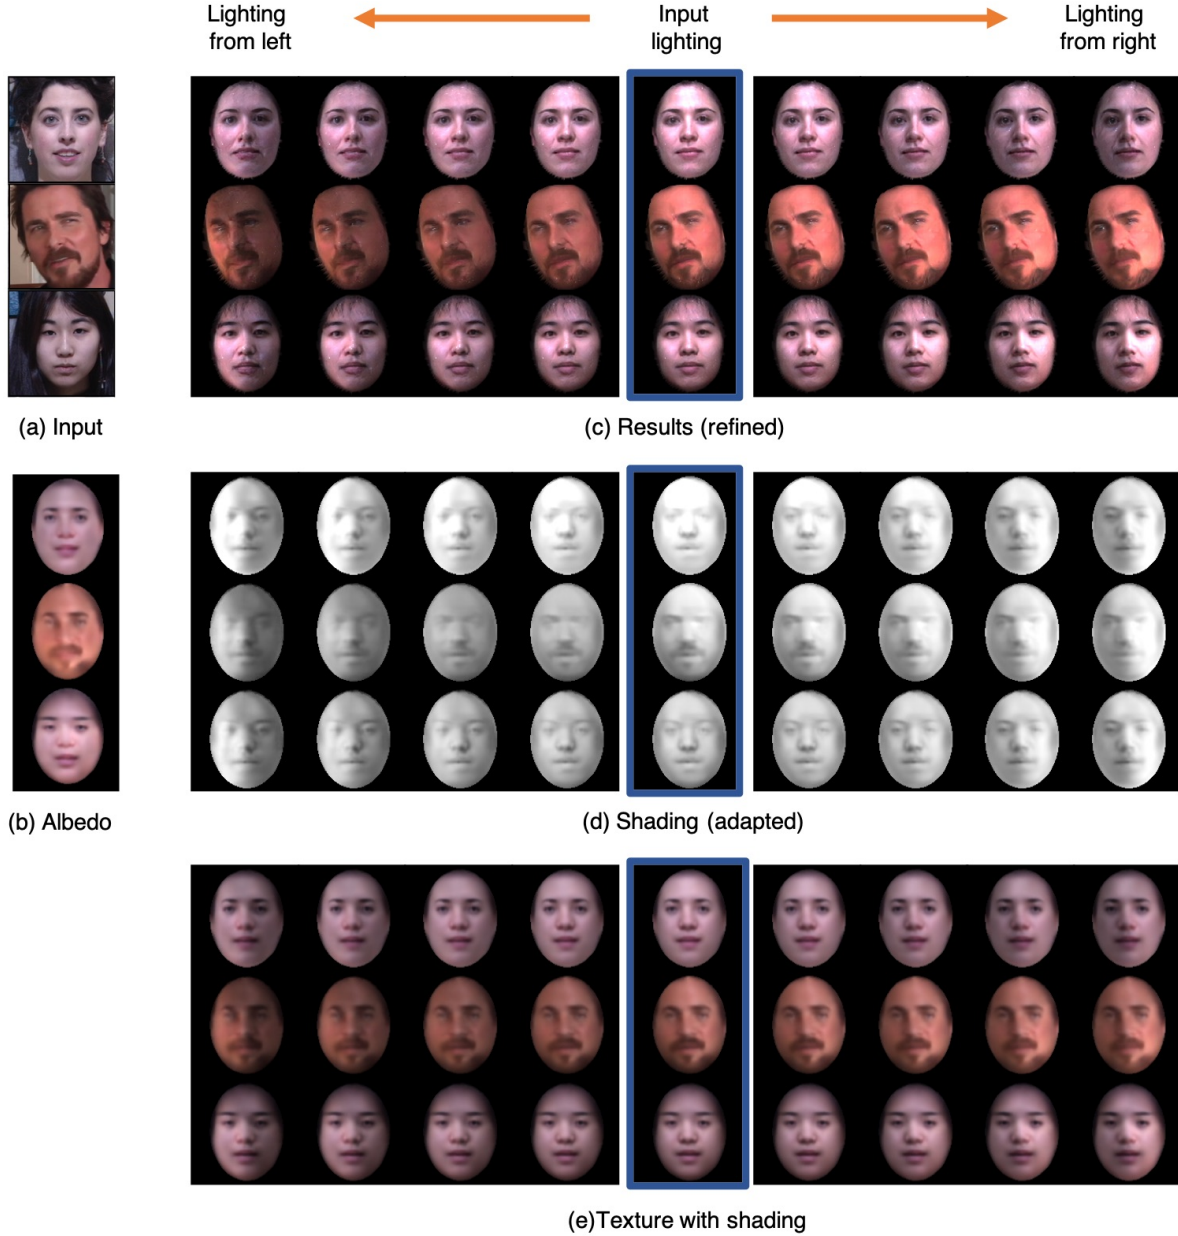 Lighting
from left
Input
lighting
Lighting
from right
(a) Input
(c) Results (refined)
(b) Albedo
(d) Shading (adapted)
(e)Texture with shading